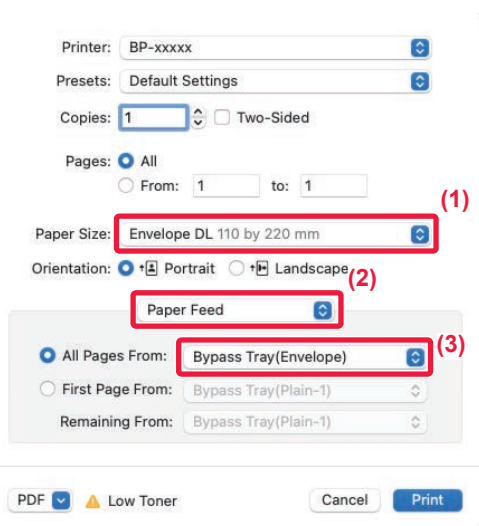 Printer: BP-xxxxx
Presets: Default Settings
Copies: 1 Two-Sided
Pages: All
From: 1 to: 1
(1)
Paper Size: Envelope DL 110 by 220 mm
Orientation: Portrait Landscape
(2)
Paper Feed
(3)
All Pages From: Bypass Tray(Envelope)
First Page From: Bypass Tray(Plain-1)
Remaining From: Bypass Tray(Plain-1)
PDF Low Toner Cancel Print